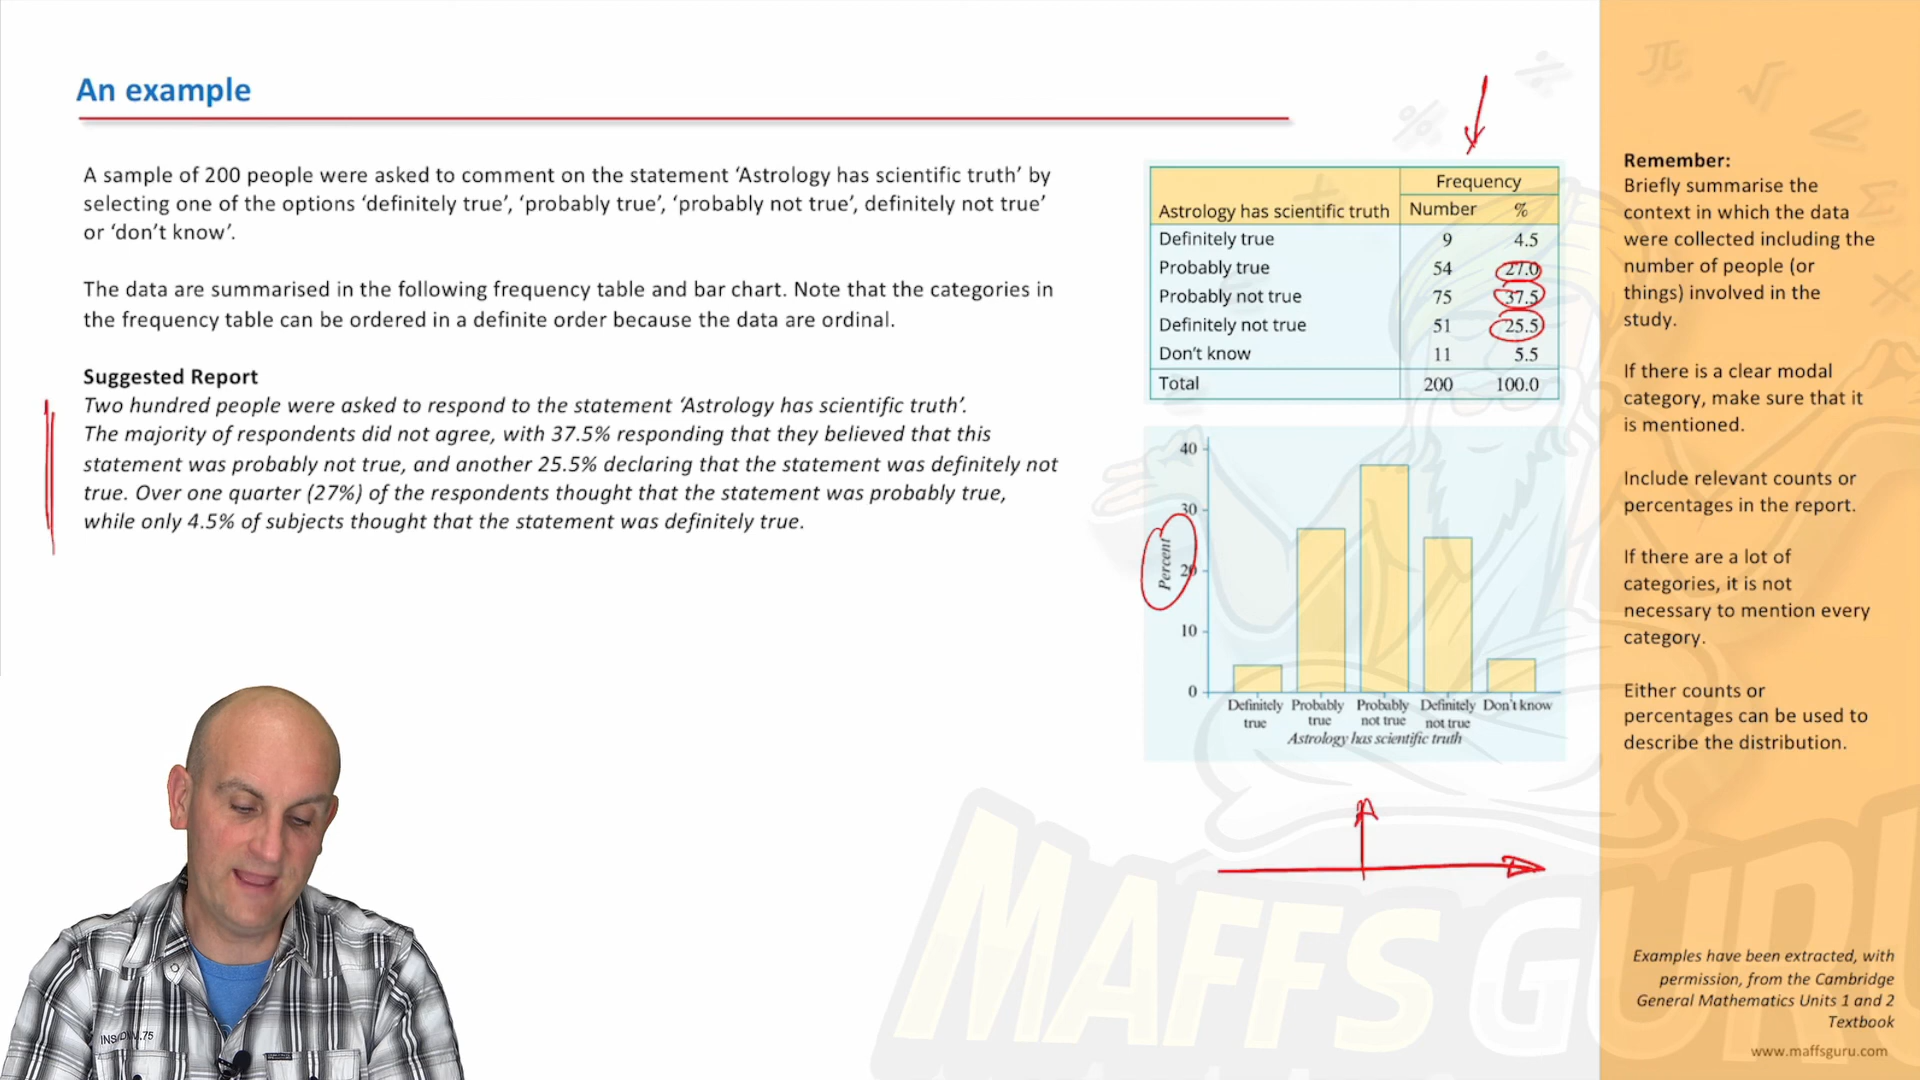 An example
A sample of 200 people were asked to comment on the statement ‘Astrology has scientific truth’ by
selecting one of the options ‘definitely true’, ‘probably true’, ‘probably not true’, definitely not true’
or ‘don’t know’.
The data are summarised in the following frequency table and bar chart. Note that the categories in
the frequency table can be ordered in a definite order because the data are ordinal.
Suggested Report
Two hundred people were asked to respond to the statement ‘Astrology has scientific truth’.
The majority of respondents did not agree, with 37.5% responding that they believed that this
statement was probably not true, and another 25.5% declaring that the statement was definitely not
true. Over one quarter (27%) of the respondents thought that the statement was probably true,
while only 4.5% of subjects thought that the statement was definitely true.
Frequency
Astrology has scientific truth Number %
Definitely true 9 4.5
Probably true 54 27.0
Probably not true 75 37.5
Definitely not true 51 25.5
Don’t know 11 5.5
Total 200 100.0
40
30
20
10
0
Percent
Definitely Probably Probably Definitely Don’t know
true true not true not true
Astrology has scientific truth
Remember:
Briefly summarise the
context in which the data
were collected including the
number of people (or
things) involved in the
study.
If there is a clear modal
category, make sure that it
is mentioned.
Include relevant counts or
percentages in the report.
If there are a lot of
categories, it is not
necessary to mention every
category.
Either counts or
percentages can be used to
describe the distribution.
Examples have been extracted, with
permission, from the Cambridge
General Mathematics Units 1 and 2
Textbook
www.maffsguru.com
MAFFS GURU